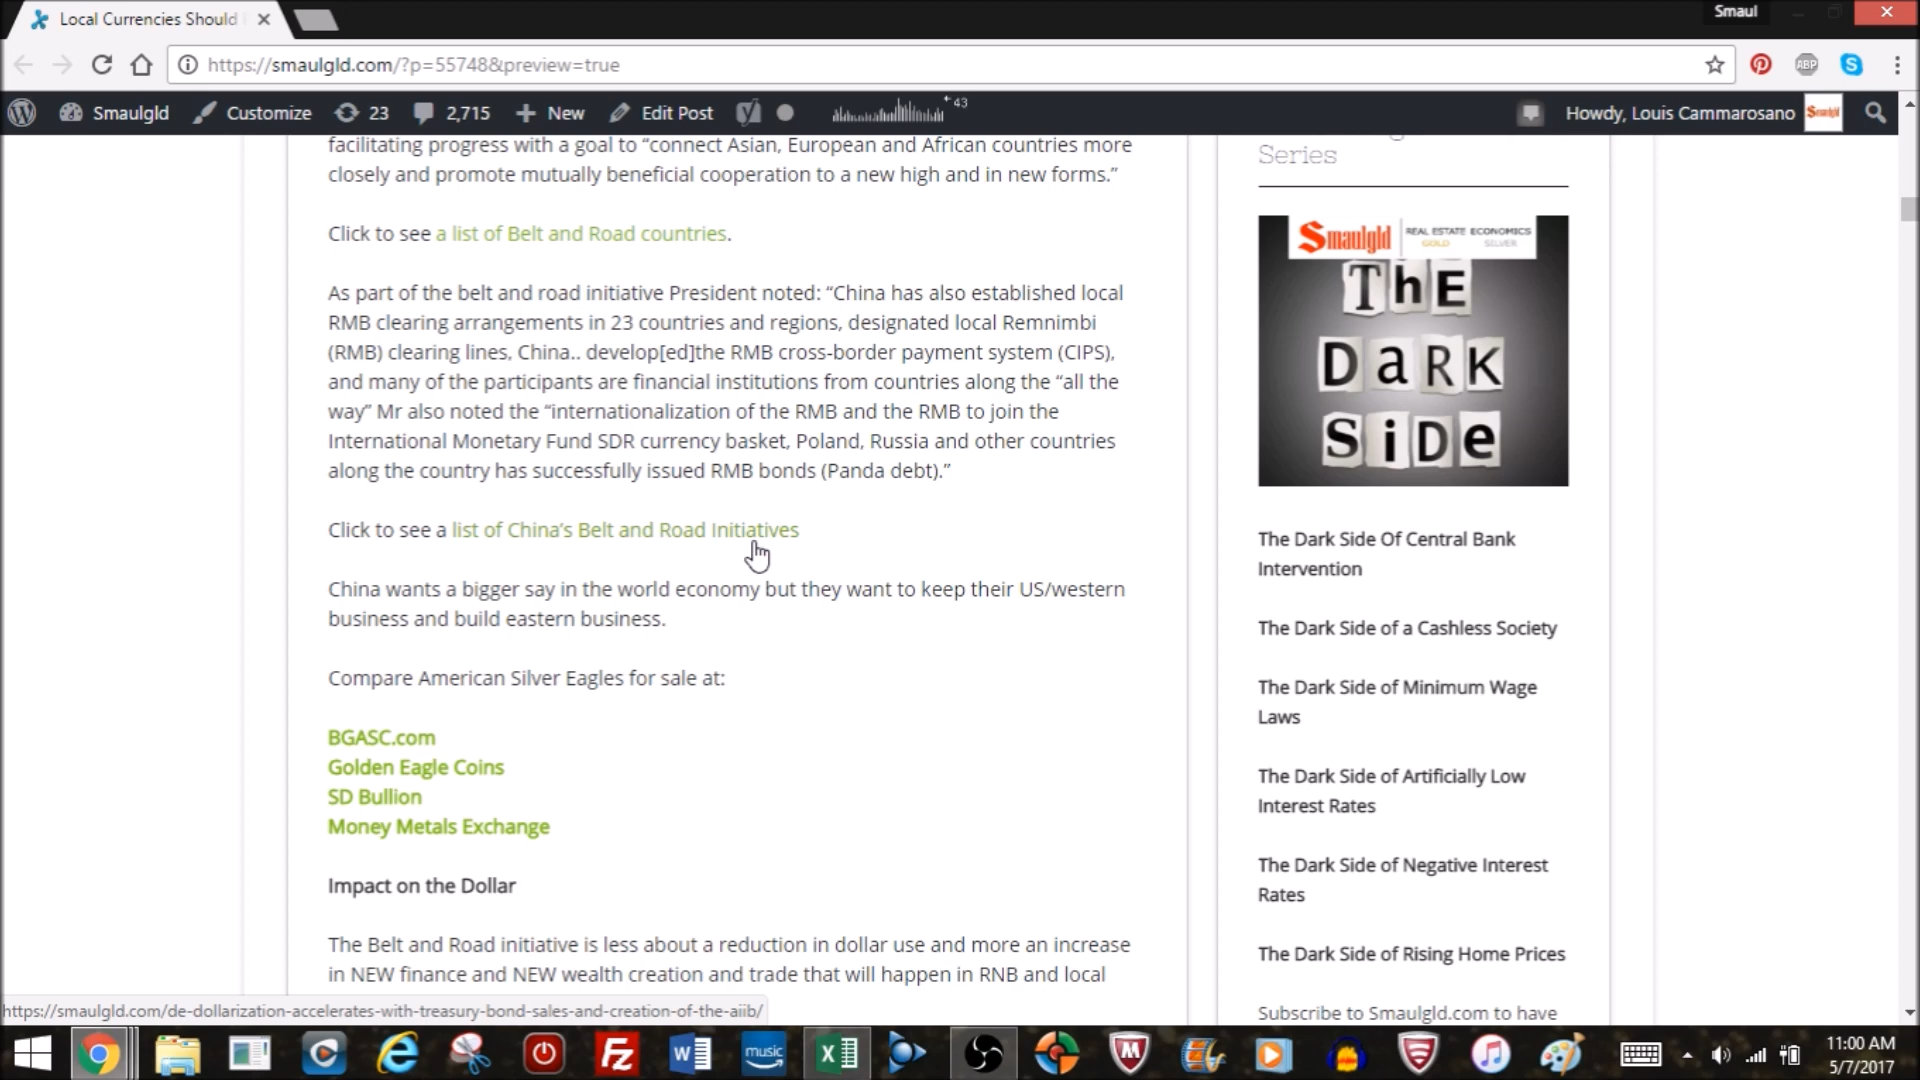 Local Currencies Should
Smaul
https://smaulgld.com/?p=55748&preview=true
ABP
Smaulgld
Customize
23
2,715
New
Edit Post
43
Howdy, Louis Cammarosano
Smaulgld
facilitating progress with a goal to “connect Asian, European and African countries more
closely and promote mutually beneficial cooperation to a new high and in new forms.”
Click to see a list of Belt and Road countries.
As part of the belt and road initiative President noted: “China has also established local
RMB clearing arrangements in 23 countries and regions, designated local Remnimbi
(RMB) clearing lines, China.. develop[ed]the RMB cross-border payment system (CIPS),
and many of the participants are financial institutions from countries along the “all the
way” Mr also noted the “internationalization of the RMB and the RMB to join the
International Monetary Fund SDR currency basket, Poland, Russia and other countries
along the country has successfully issued RMB bonds (Panda debt).”
Click to see a list of China’s Belt and Road Initiatives
China wants a bigger say in the world economy but they want to keep their US/western
business and build eastern business.
Compare American Silver Eagles for sale at:
BGASC.com
Golden Eagle Coins
SD Bullion
Money Metals Exchange
Impact on the Dollar
The Belt and Road initiative is less about a reduction in dollar use and more an increase
in NEW finance and NEW wealth creation and trade that will happen in RNB and local
Series
Smaulgld
REAL ESTATE ECONOMICS
GOLD SILVER
ThE
DaRK
SiDe
The Dark Side Of Central Bank
Intervention
The Dark Side of a Cashless Society
The Dark Side of Minimum Wage
Laws
The Dark Side of Artificially Low
Interest Rates
The Dark Side of Negative Interest
Rates
The Dark Side of Rising Home Prices
Subscribe to Smaulgld.com to have
https://smaulgld.com/de-dollarization-accelerates-with-treasury-bond-sales-and-creation-of-the-aiib/
Fz
W
music
X
M
11:00 AM
5/7/2017